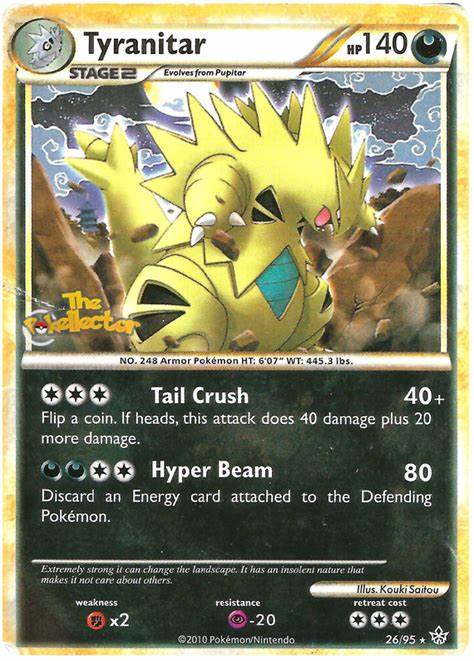 Tyranitar
HP 140
STAGE 2
Evolves from Pupitar
The
Pokellector
NO. 248 Armor Pokémon HT: 6'07" WT: 445.3 lbs.
Tail Crush 40+
Flip a coin. If heads, this attack does 40 damage plus 20
more damage.
Hyper Beam 80
Discard an Energy card attached to the Defending
Pokémon.
Extremely strong it can change the landscape. It has an insolent nature that
makes it not care about others.
Illus. Kouki Saitou
weakness resistance retreat cost
x2 -20
©2010 Pokémon/Nintendo
26/95 ★